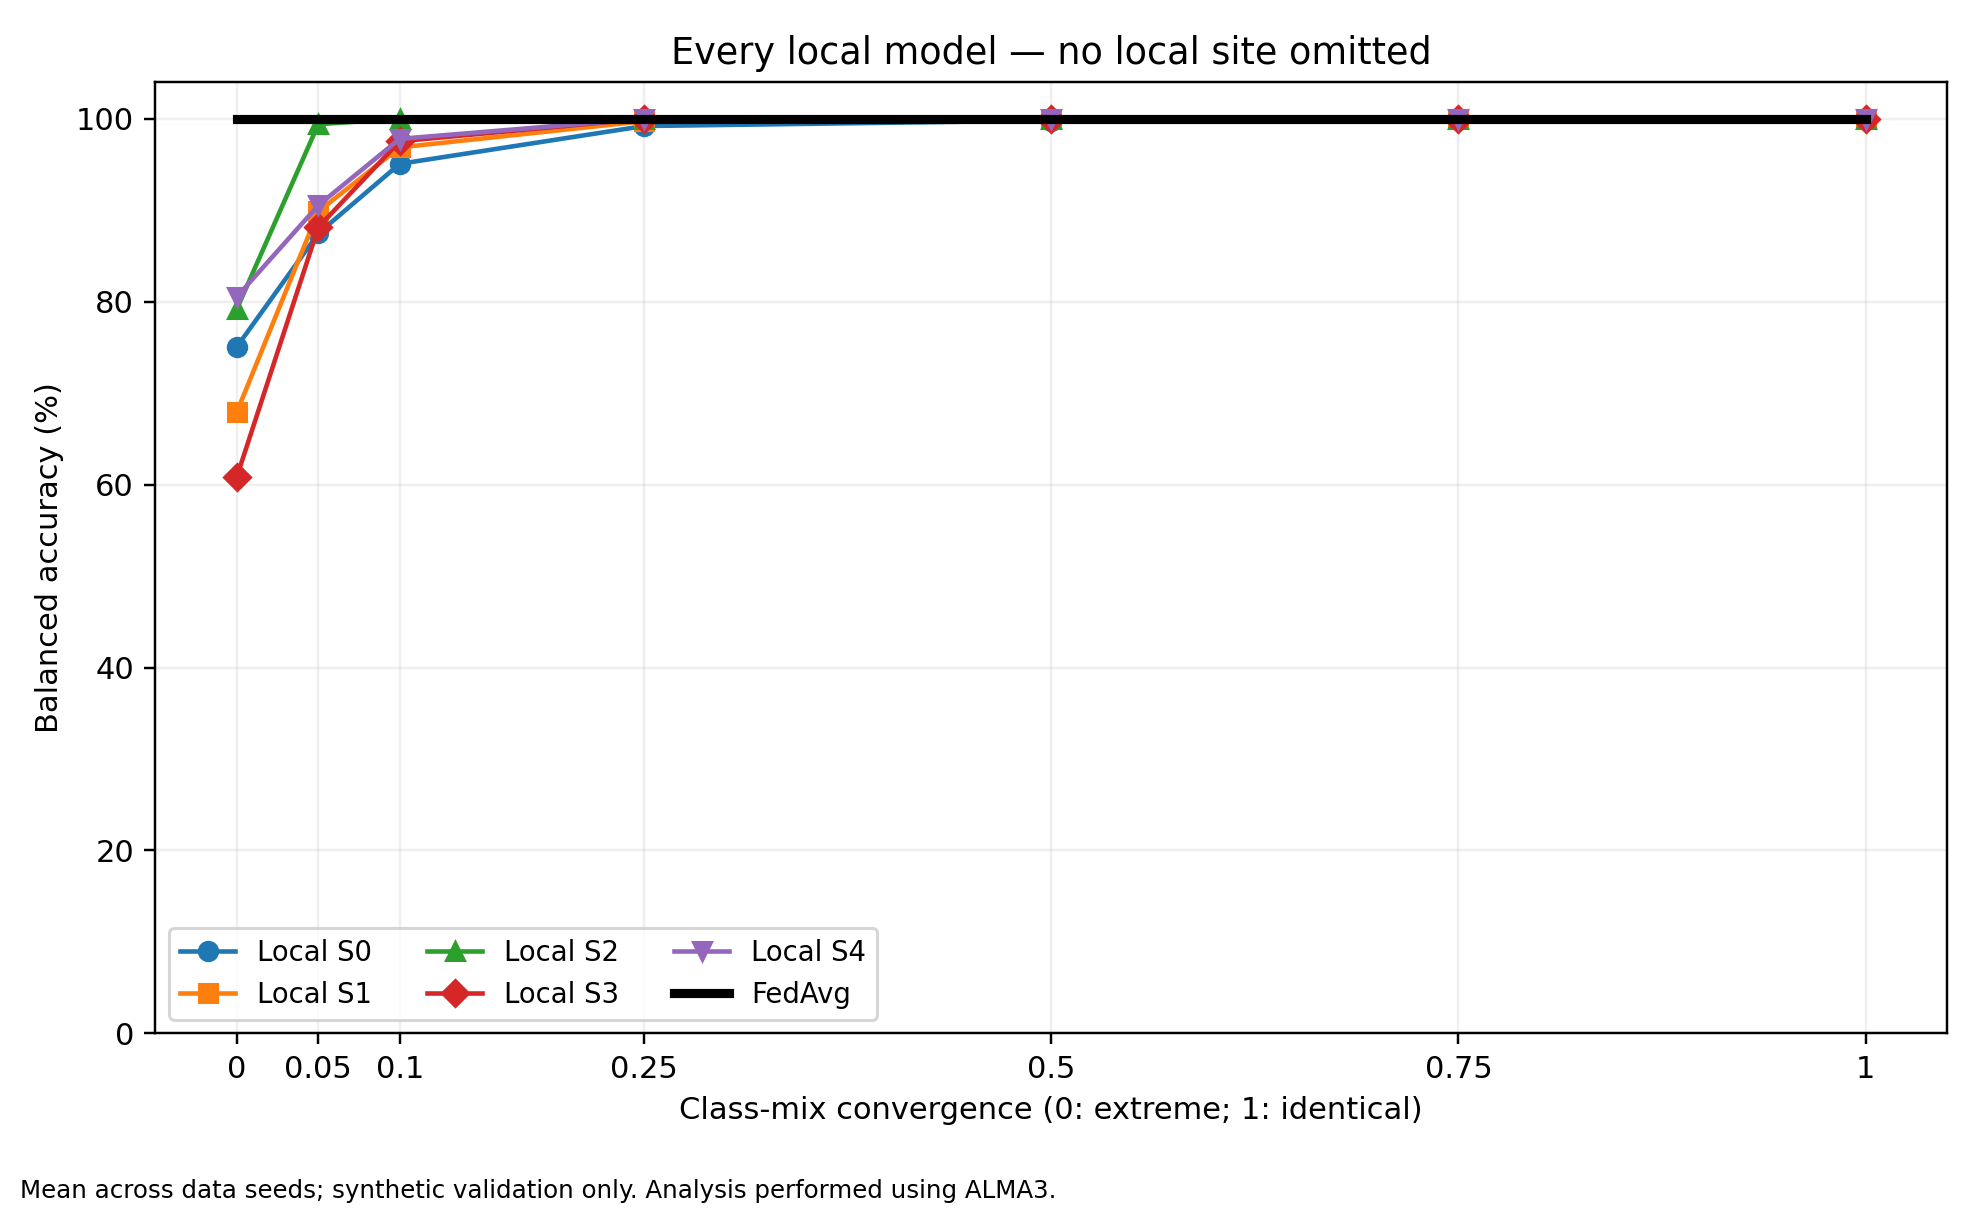 Every local model — no local site omitted
Balanced accuracy (%)
100
80
60
40
20
0
Local S0
Local S1
Local S2
Local S3
Local S4
FedAvg
0 0.05 0.1 0.25 0.5 0.75 1
Class-mix convergence (0: extreme; 1: identical)
Mean across data seeds; synthetic validation only. Analysis performed using ALMA3.